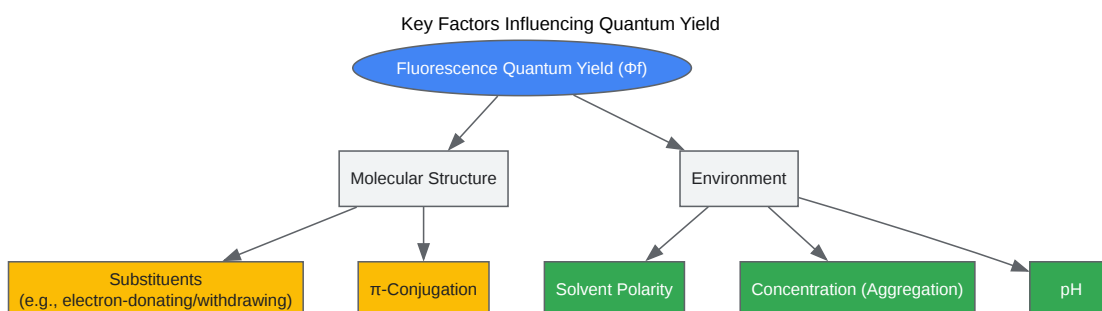 Key Factors Influencing Quantum Yield
Fluorescence Quantum Yield (Φf)
Molecular Structure
Environment
Substituents
(e.g., electron-donating/withdrawing)
π-Conjugation
Solvent Polarity
Concentration (Aggregation)
pH